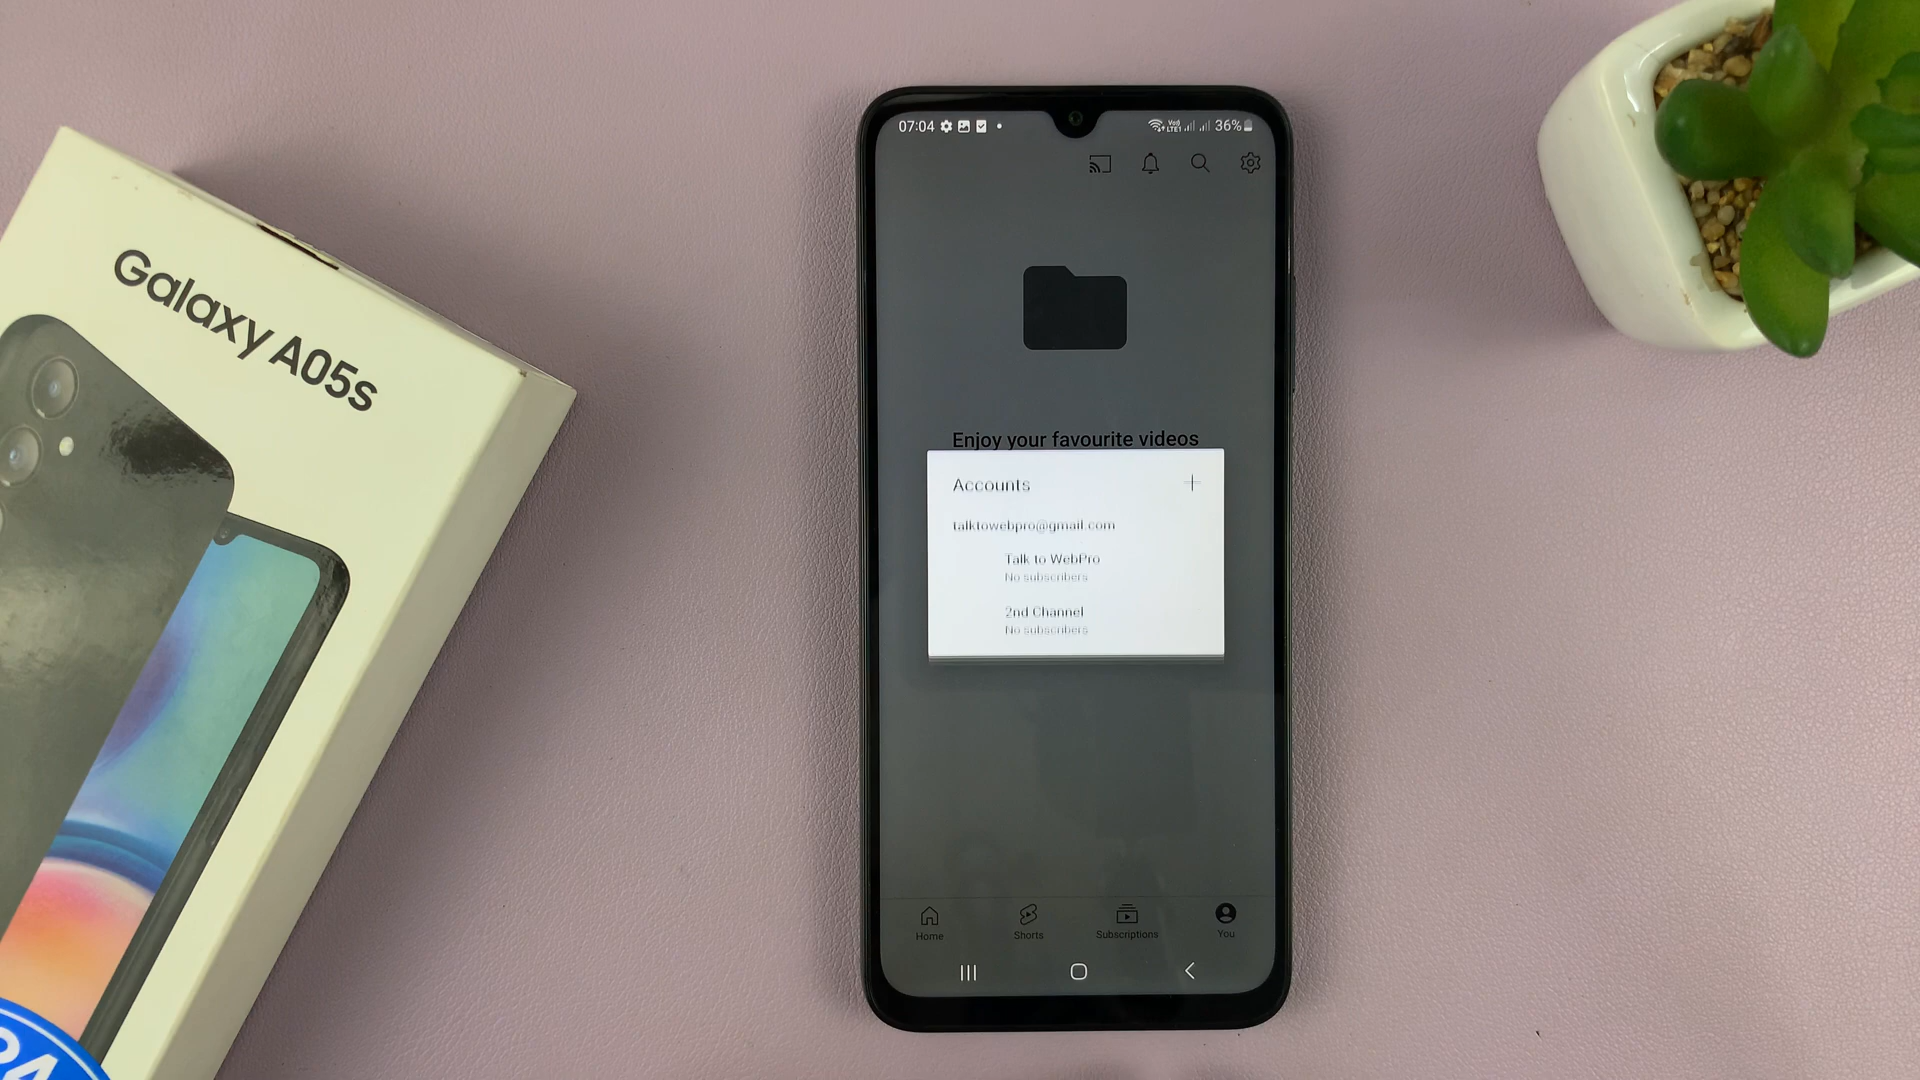 Galaxy A05s
24
07:04
36%
Enjoy your favourite videos
Accounts
talktowebpro@gmail.com
Talk to WebPro
No subscribers
2nd Channel
No subscribers
Home
Shorts
Subscriptions
You